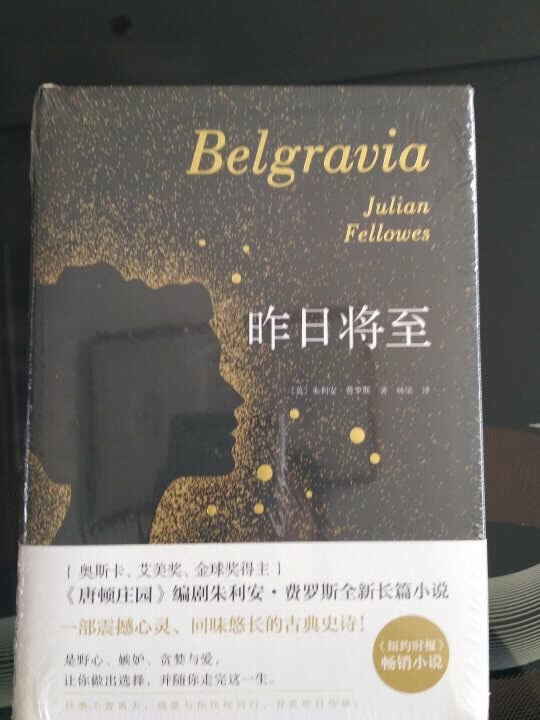 Belgravia
Julian
Fellowes
昨日将至
[英] 朱利安·费罗斯 著
译
[ 奥斯卡、艾美奖、金球奖得主 ]
《唐顿庄园》编剧朱利安·费罗斯全新长篇小说
一部震撼心灵、回味悠长的古典史诗！
《纽约时报》
畅销小说
是野心、嫉妒、贪婪与爱，
让你做出选择，并随你走完这一生。